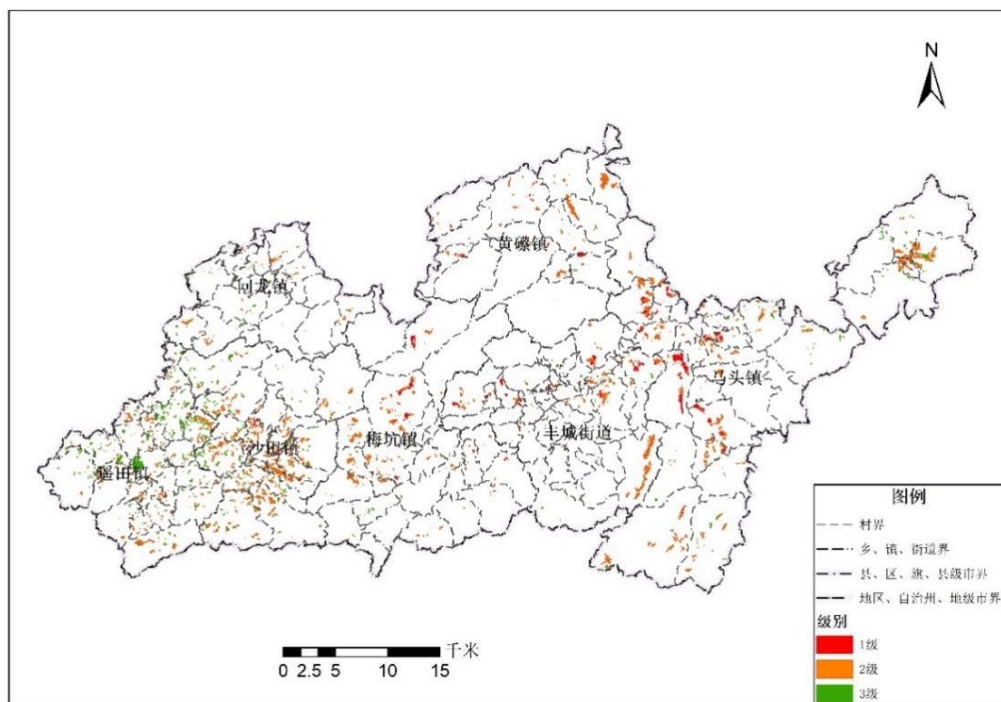 N
黄磜镇
回龙镇
马头镇
沙田镇
梅坑镇
丰城街道
遥田镇
图例
村界
乡、镇、街道界
县、区、旗、县级市界
地区、自治州、地级市界
级别
1级
2级
3级
千米
0 2.5 5 10 15